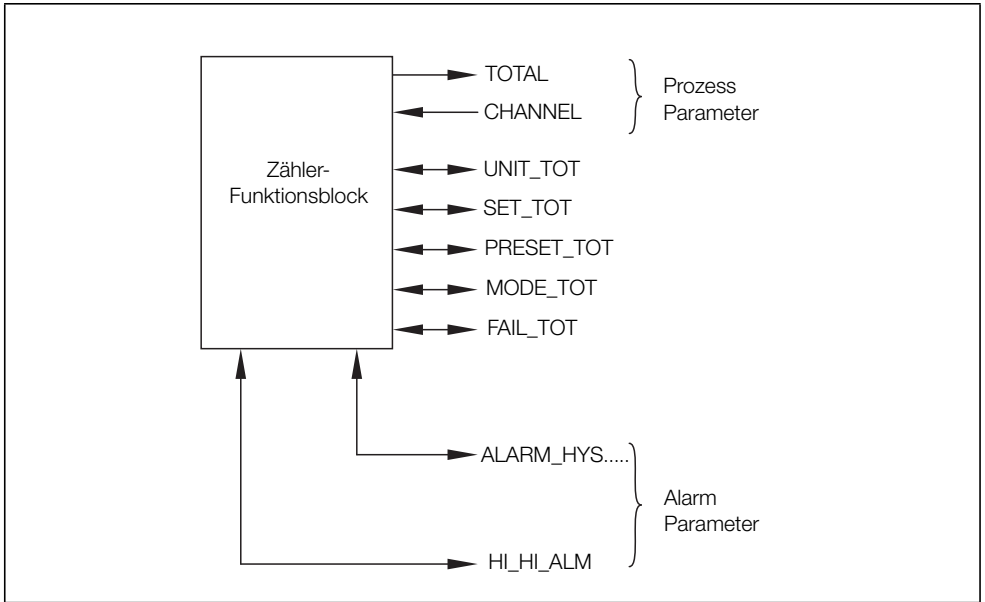 Zähler-
Funktionsblock
TOTAL
CHANNEL
Prozess
Parameter
UNIT_TOT
SET_TOT
PRESET_TOT
MODE_TOT
FAIL_TOT
ALARM_HYS.....
HI_HI_ALM
Alarm
Parameter